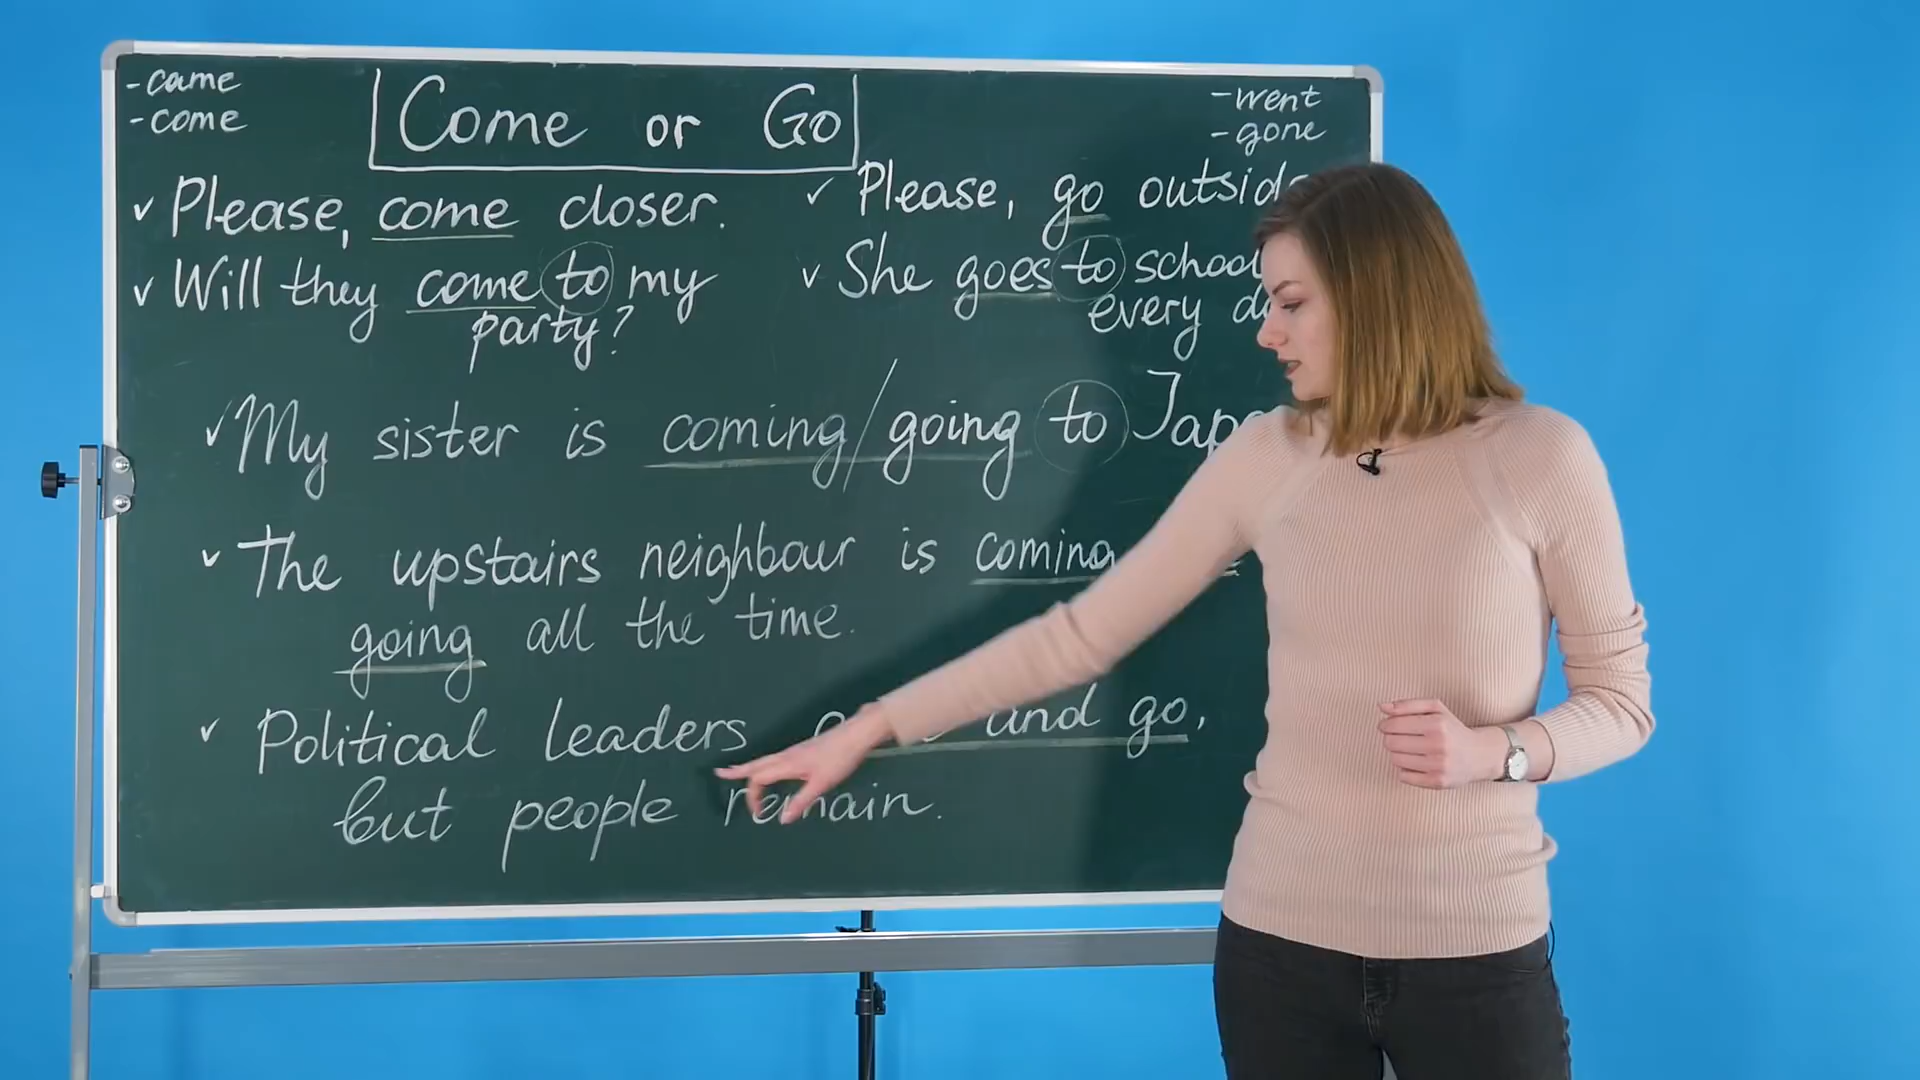 -came
-come
Come or Go
-went
-gone
✓ Please, come closer.
✓ Will they come to my
party?
✓ Please, go outside
✓ She goes to school
every
✓ My sister is coming/going to
✓ The upstairs neighbour is coming
going all the time.
✓ Political leaders and go,
but people remain.